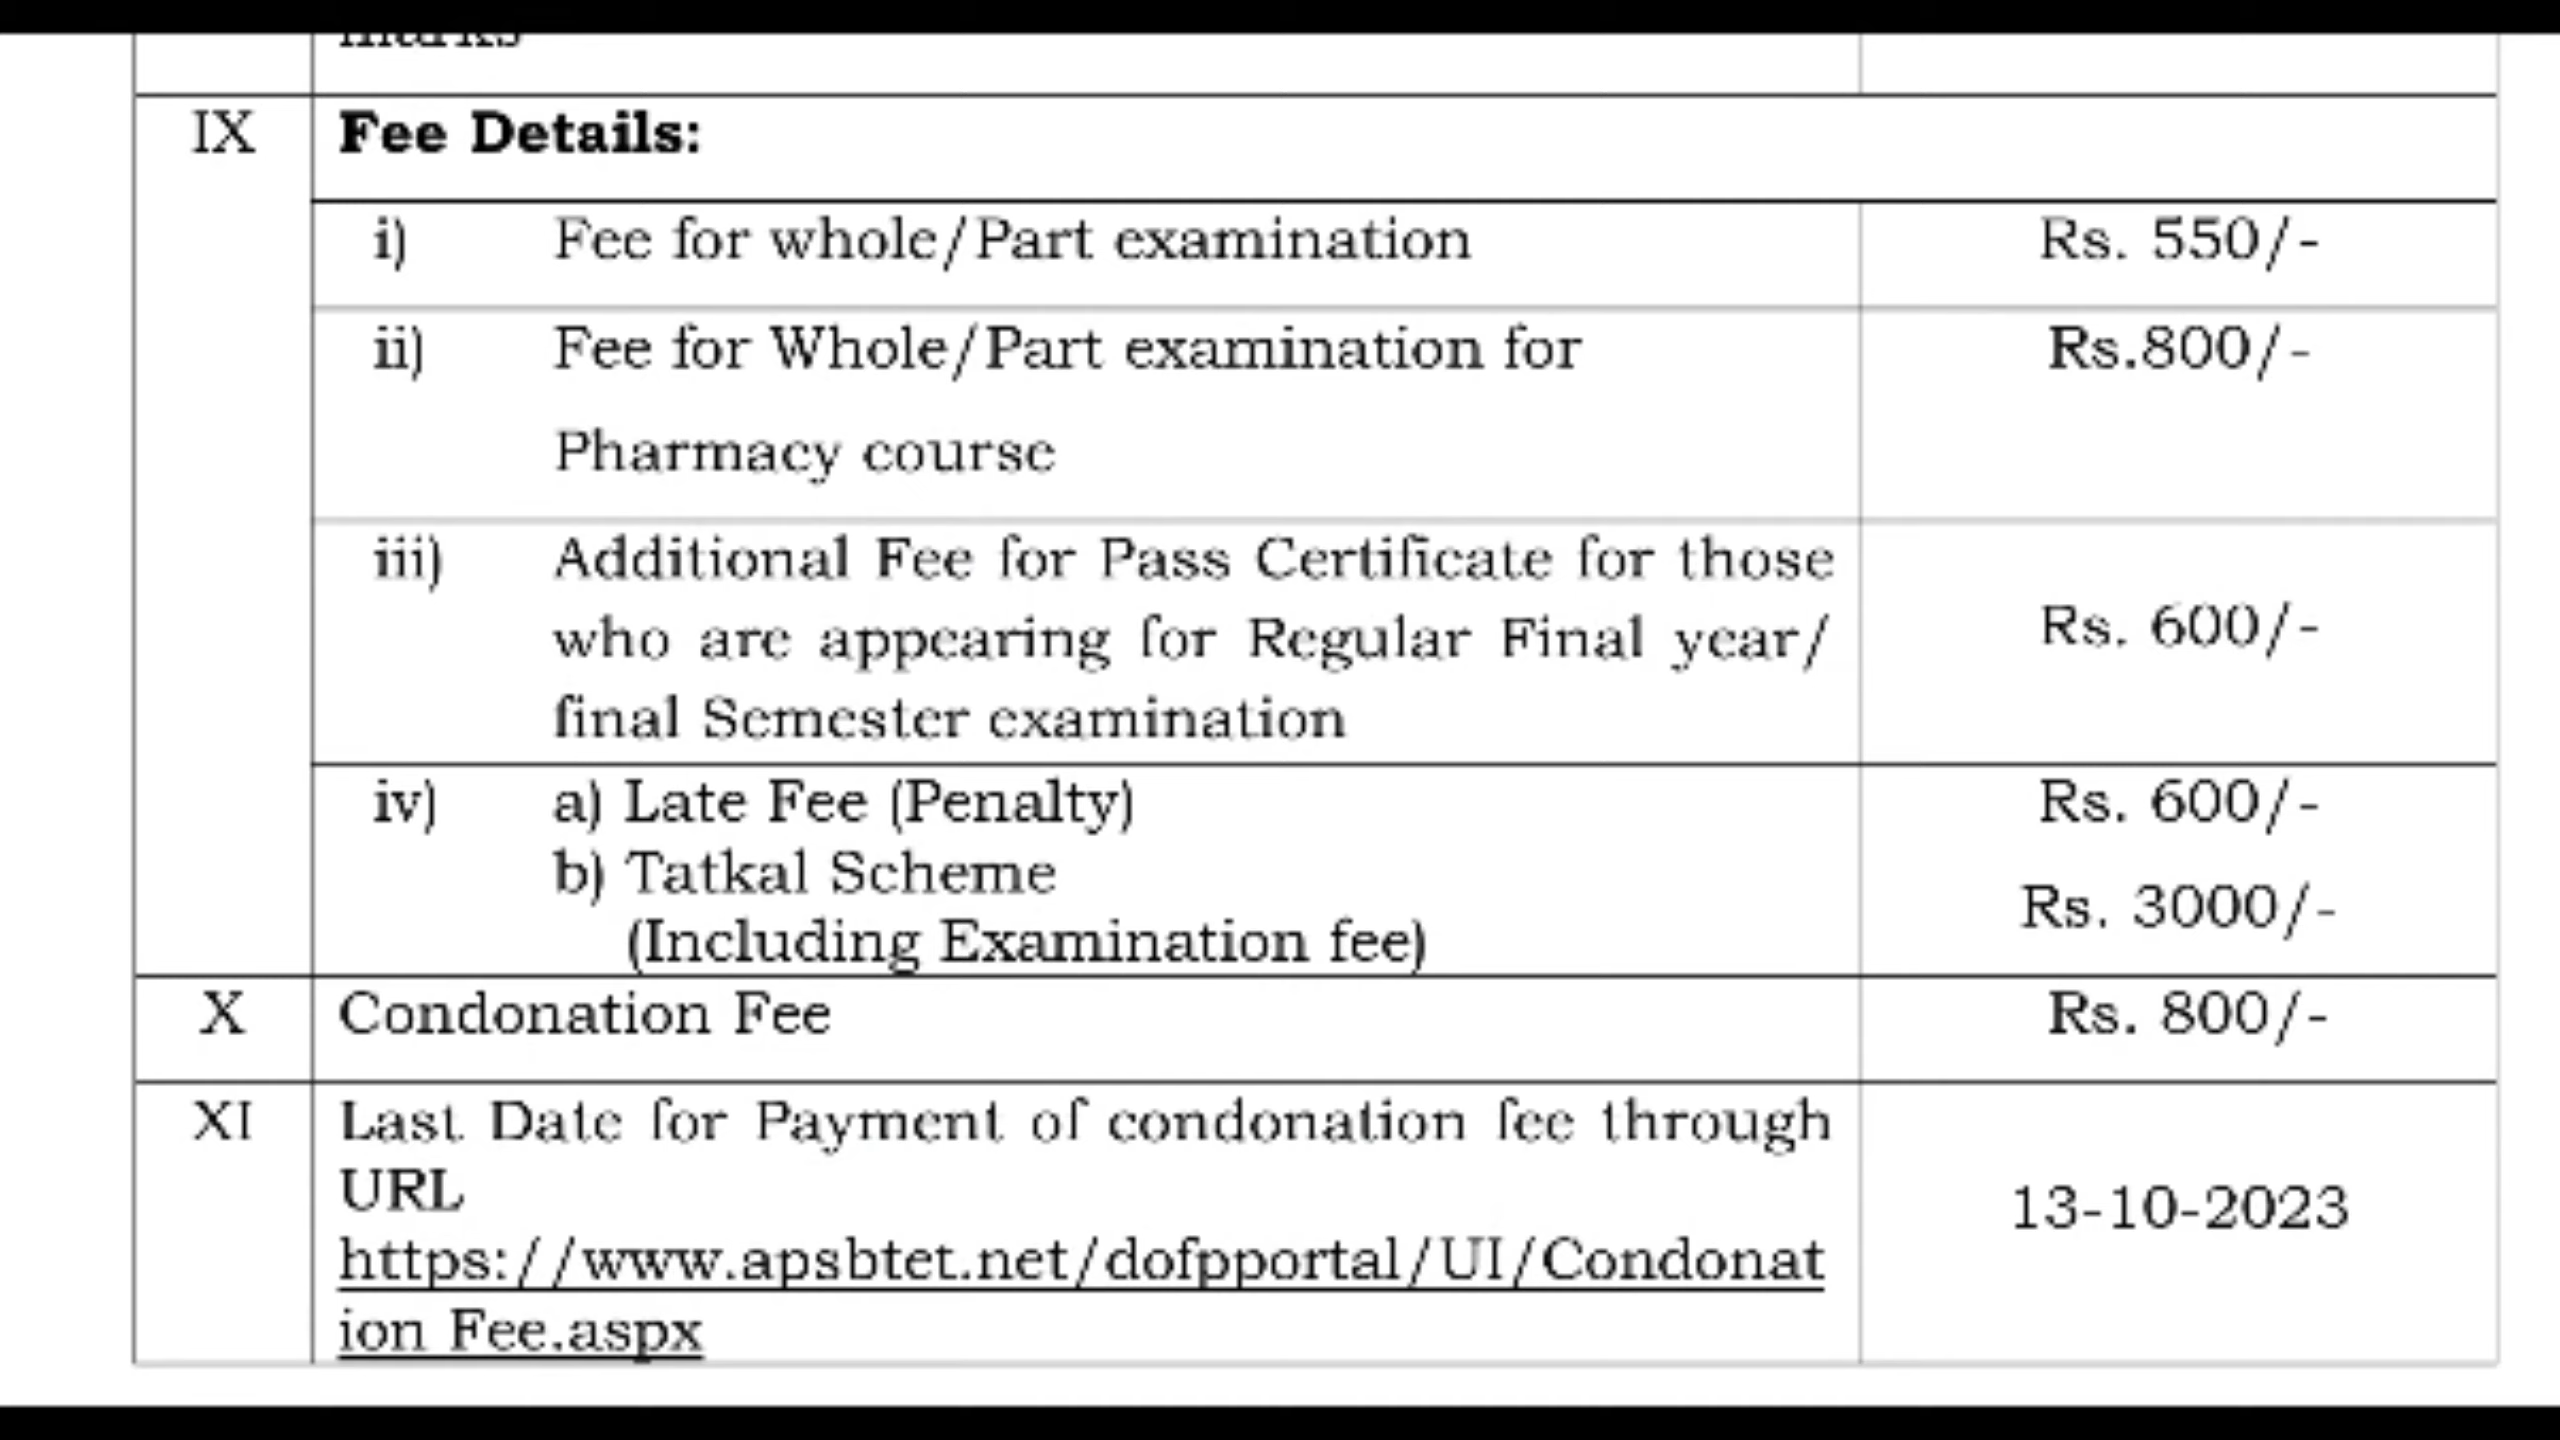 marks
IX Fee Details:
i) Fee for whole/Part examination Rs. 550/-
ii) Fee for Whole/Part examination for Rs.800/-
Pharmacy course
iii) Additional Fee for Pass Certificate for those
who are appearing for Regular Final year/ Rs. 600/-
final Semester examination
iv) a) Late Fee (Penalty) Rs. 600/-
b) Tatkal Scheme
Rs. 3000/-
(Including Examination fee)
X Condonation Fee Rs. 800/-
XI Last Date for Payment of condonation fee through
URL
13-10-2023
https://www.apsbtet.net/dofpportal/UI/Condonat
ion Fee.aspx